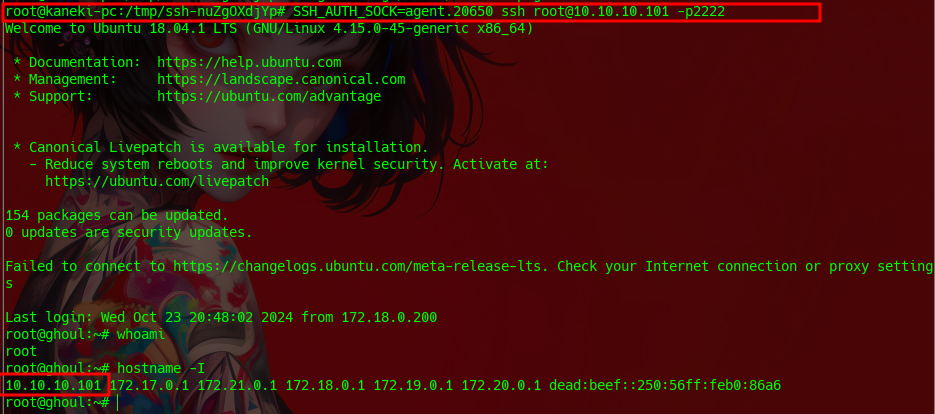 root@kaneki-pc:/tmp/ssh-nuZgOXdjYp# SSH_AUTH_SOCK=agent.20650 ssh root@10.10.10.101 -p2222
Welcome to Ubuntu 18.04.1 LTS (GNU/Linux 4.15.0-45-generic x86_64)
* Documentation:  https://help.ubuntu.com
* Management:     https://landscape.canonical.com
* Support:        https://ubuntu.com/advantage
* Canonical Livepatch is available for installation.
- Reduce system reboots and improve kernel security. Activate at:
https://ubuntu.com/livepatch
154 packages can be updated.
0 updates are security updates.
Failed to connect to https://changelogs.ubuntu.com/meta-release-lts. Check your Internet connection or proxy setting
s
Last login: Wed Oct 23 20:48:02 2024 from 172.18.0.200
root@ghoul:~# whoami
root
root@ghoul:~# hostname -I
10.10.10.101 172.17.0.1 172.21.0.1 172.18.0.1 172.19.0.1 172.20.0.1 dead:beef::250:56ff:feb0:86a6
root@ghoul:~#